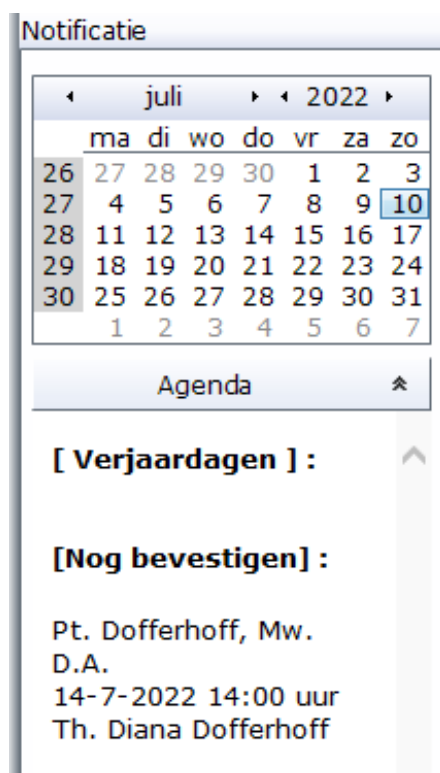 Notificatie
juli 2022
ma di wo do vr za zo
26 27 28 29 30 1 2 3
27 4 5 6 7 8 9 10
28 11 12 13 14 15 16 17
29 18 19 20 21 22 23 24
30 25 26 27 28 29 30 31
1 2 3 4 5 6 7
Agenda
[ Verjaardagen ] :
[Nog bevestigen] :
Pt. Dofferhoff, Mw.
D.A.
14-7-2022 14:00 uur
Th. Diana Dofferhoff